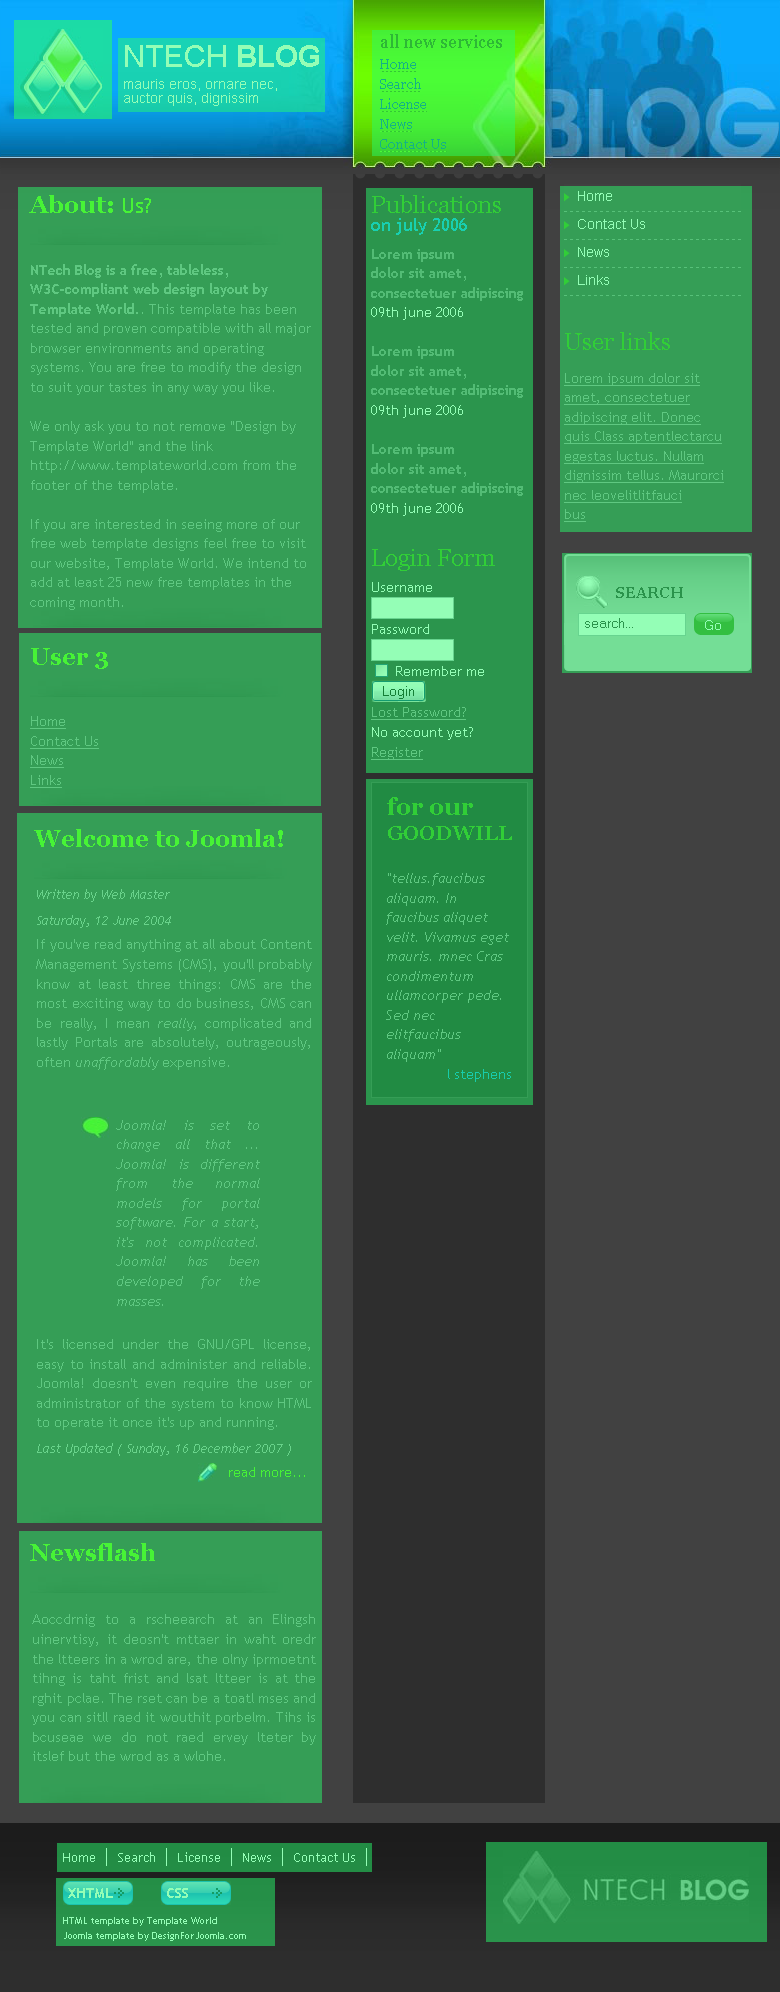 NTECH BLOG
mauris eros, ornare nec,
auctor quis, dignissim
all new services
Home
Search
License
News
Contact Us
BLOG
About: Us?
NTech Blog is a free, tableless,
W3C-compliant web design layout by
Template World.. This template has been
tested and proven compatible with all major
browser environments and operating
systems. You are free to modify the design
to suit your tastes in any way you like.
We only ask you to not remove "Design by
Template World" and the link
http://www.templateworld.com from the
footer of the template.
If you are interested in seeing more of our
free web template designs feel free to visit
our website, Template World. We intend to
add at least 25 new free templates in the
coming month.
User 3
Home
Contact Us
News
Links
Welcome to Joomla!
Written by Web Master
Saturday, 12 June 2004
If you've read anything at all about Content
Management Systems (CMS), you'll probably
know at least three things: CMS are the
most exciting way to do business, CMS can
be really, I mean really, complicated and
lastly Portals are absolutely, outrageously,
often unaffordably expensive.
Joomla! is set to
change all that ...
Joomla! is different
from the normal
models for portal
software. For a start,
it's not complicated.
Joomla! has been
developed for the
masses.
It's licensed under the GNU/GPL license,
easy to install and administer and reliable.
Joomla! doesn't even require the user or
administrator of the system to know HTML
to operate it once it's up and running.
Last Updated ( Sunday, 16 December 2007 )
read more...
Newsflash
Aoccdrnig to a rscheearch at an Elingsh
uinervtisy, it deosn't mttaer in waht oredr
the ltteers in a wrod are, the olny iprmoetnt
tihng is taht frist and lsat ltteer is at the
rghit pclae. The rset can be a toatl mses and
you can sitll raed it wouthit porbelm. Tihs is
bcuseae we do not raed ervey lteter by
itslef but the wrod as a wlohe.
Publications
on july 2006
Lorem ipsum
dolor sit amet,
consectetuer adipiscing
09th june 2006
Lorem ipsum
dolor sit amet,
consectetuer adipiscing
09th june 2006
Lorem ipsum
dolor sit amet,
consectetuer adipiscing
09th june 2006
Login Form
Username
Password
Remember me
Login
Lost Password?
No account yet?
Register
for our
GOODWILL
"tellus.faucibus
aliquam. In
faucibus aliquet
velit. Vivamus eget
mauris. mnec Cras
condimentum
ullamcorper pede.
Sed nec
elitfaucibus
aliquam"
l stephens
Home
Contact Us
News
Links
User links
Lorem ipsum dolor sit
amet, consectetuer
adipiscing elit. Donec
quis Class aptentlectarcu
egestas luctus. Nullam
dignissim tellus. Maurorci
nec leovelitlitfauci
bus
SEARCH
search...
Go
Home
Search
License
News
Contact Us
XHTML
CSS
HTML template by Template World
Joomla template by DesignForJoomla.com
NTECH BLOG